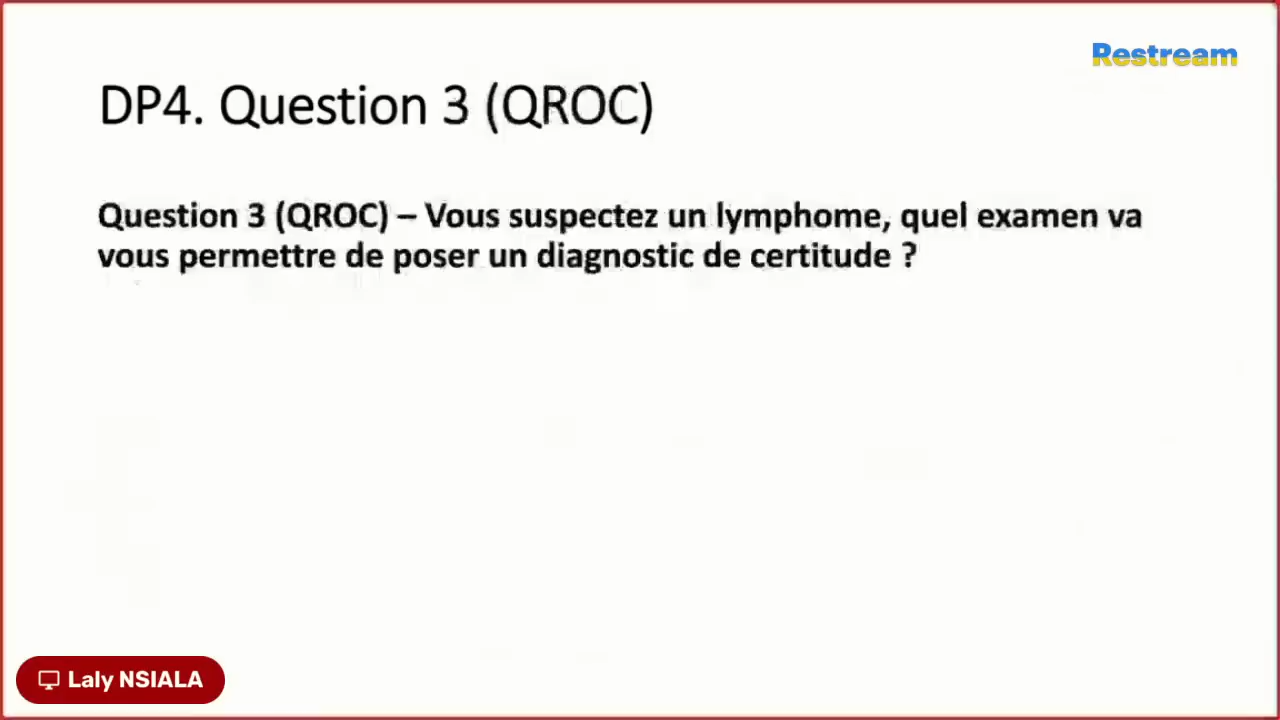 Restream
DP4. Question 3 (QROC)
Question 3 (QROC) – Vous suspectez un lymphome, quel examen va
vous permettre de poser un diagnostic de certitude ?
Laly NSIALA